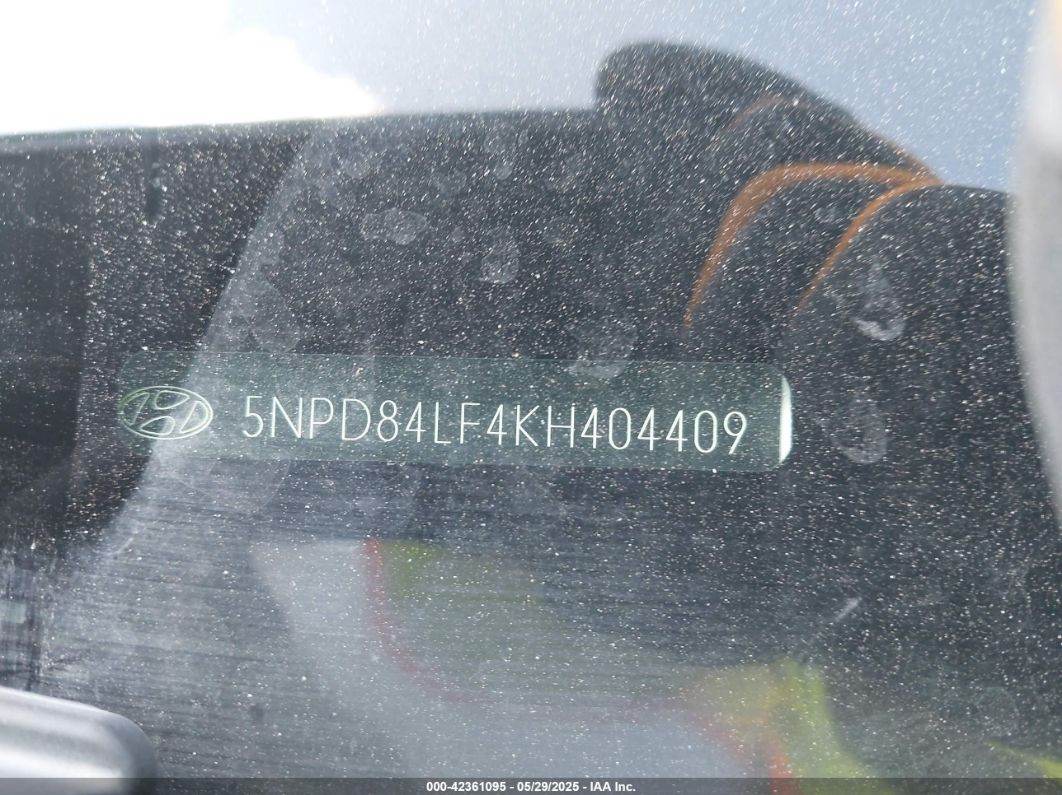 5NPD84LF4KH404409
000-42361095 - 05/29/2025 - IAA Inc.